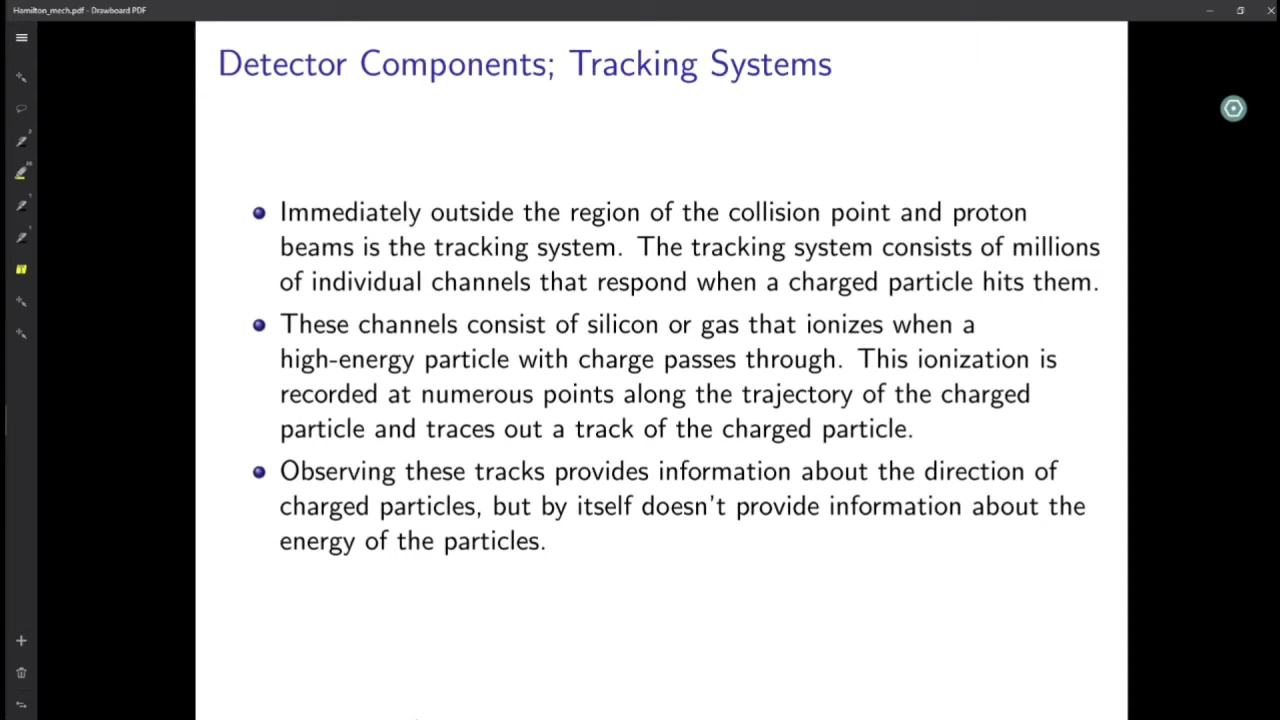 Hamilton_mech.pdf - Drawboard PDF
Detector Components; Tracking Systems
Immediately outside the region of the collision point and proton
beams is the tracking system. The tracking system consists of millions
of individual channels that respond when a charged particle hits them.
These channels consist of silicon or gas that ionizes when a
high-energy particle with charge passes through. This ionization is
recorded at numerous points along the trajectory of the charged
particle and traces out a track of the charged particle.
Observing these tracks provides information about the direction of
charged particles, but by itself doesn't provide information about the
energy of the particles.